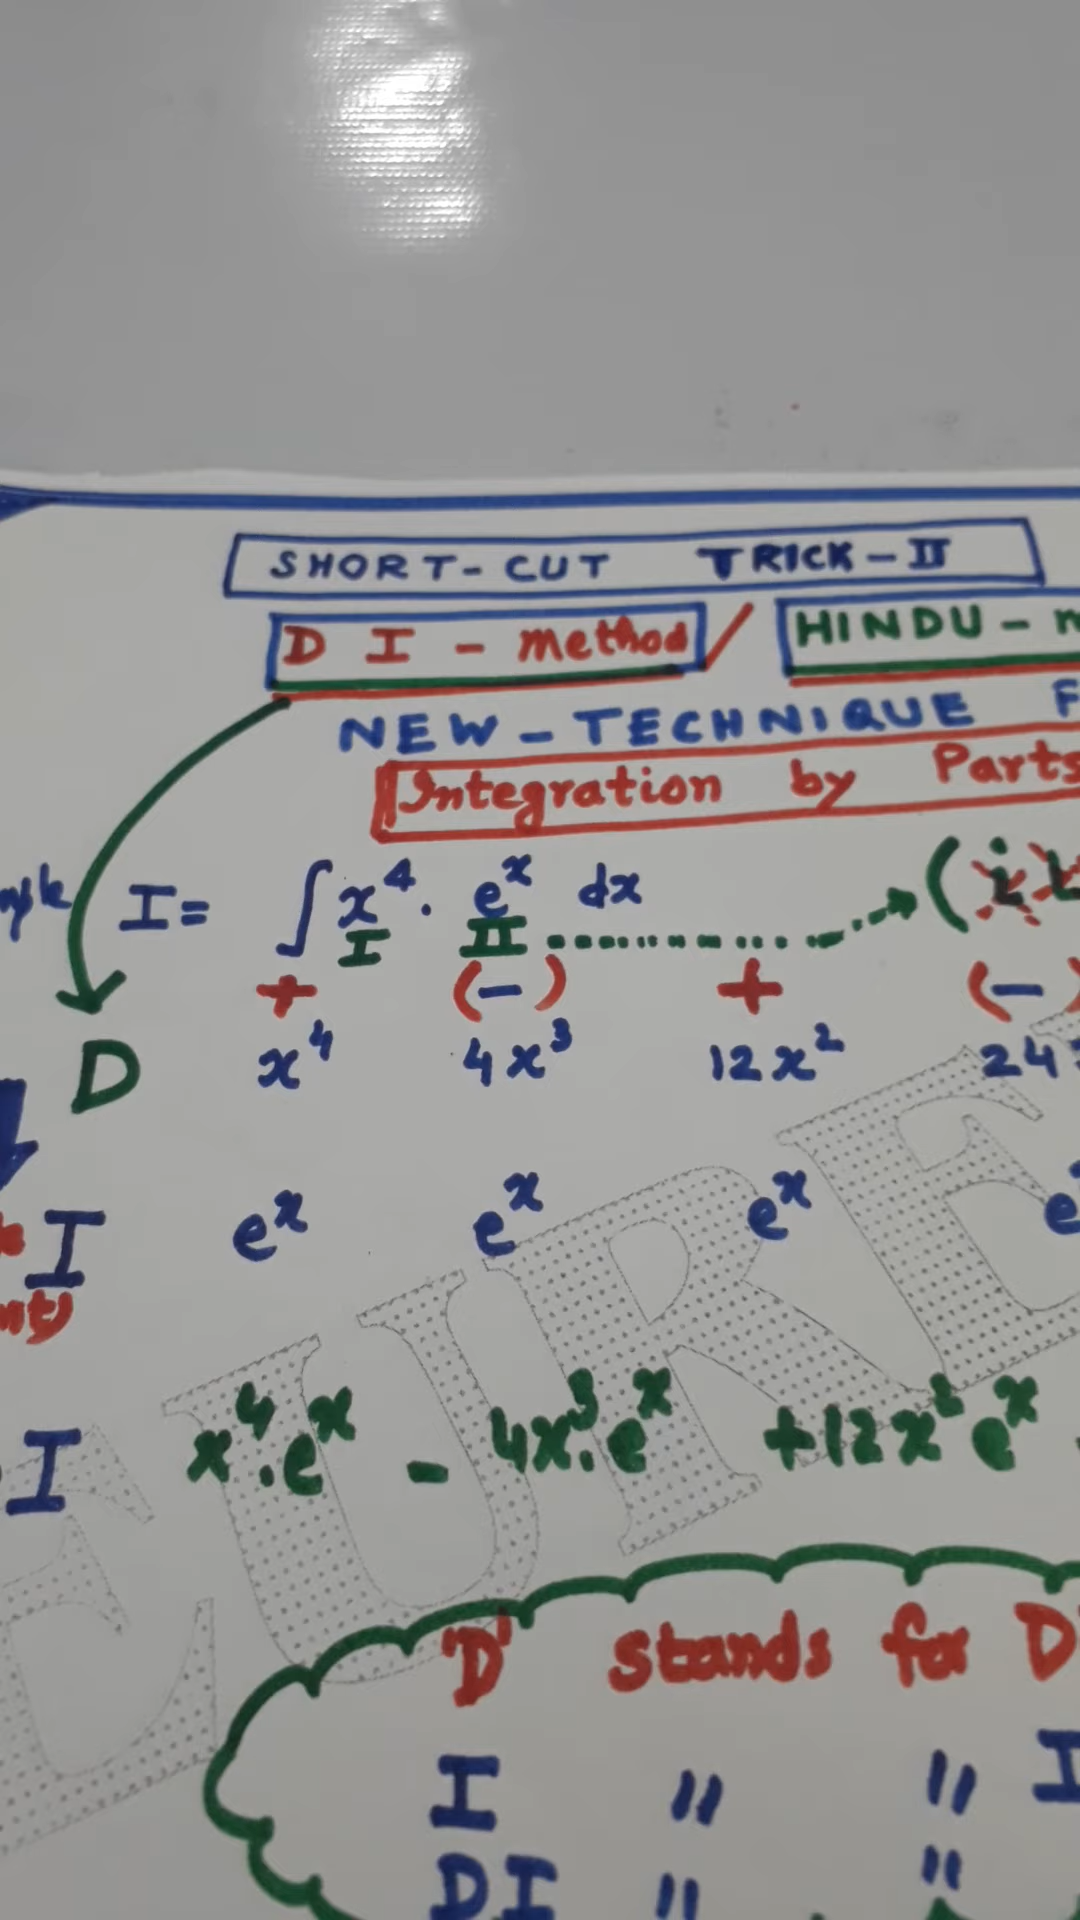 SHORT-CUT TRICK-II
D I - method / HINDU-
NEW-TECHNIQUE
Integration by Parts
I = ∫ x⁴ . eˣ dx
I II
+ (-) + (-)
D x⁴ 4x³ 12x² 24
I eˣ eˣ eˣ e
I x⁴.eˣ - 4x³.eˣ +12x²eˣ
EURE
'D' stands for D
I " " I
DI " "